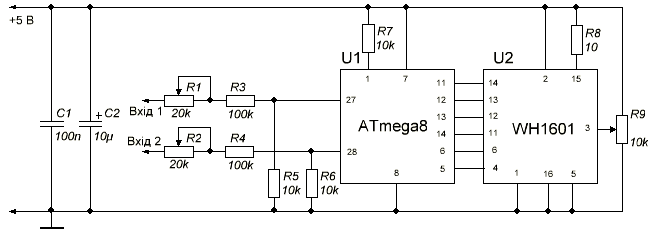 +5 В
R7
10k
R8
10
U1
U2
1
7
2
15
R1
20k
R3
100k
Вхід 1
27
ATmega8
11
12
13
14
6
5
14
13
12
11
6
4
WH1601
3
R9
10k
C1
100n
+
C2
10μ
Вхід 2
R2
20k
R4
100k
28
R5
10k
R6
10k
8
1
16
5